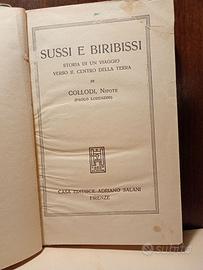 SUSSI E BIRIBISSI
STORIA DI UN VIAGGIO
VERSO IL CENTRO DELLA TERRA
DI
COLLODI, NIPOTE
(PAOLO LORENZINI)
CASA EDITRICE ADRIANO SALANI
FIRENZE
subito